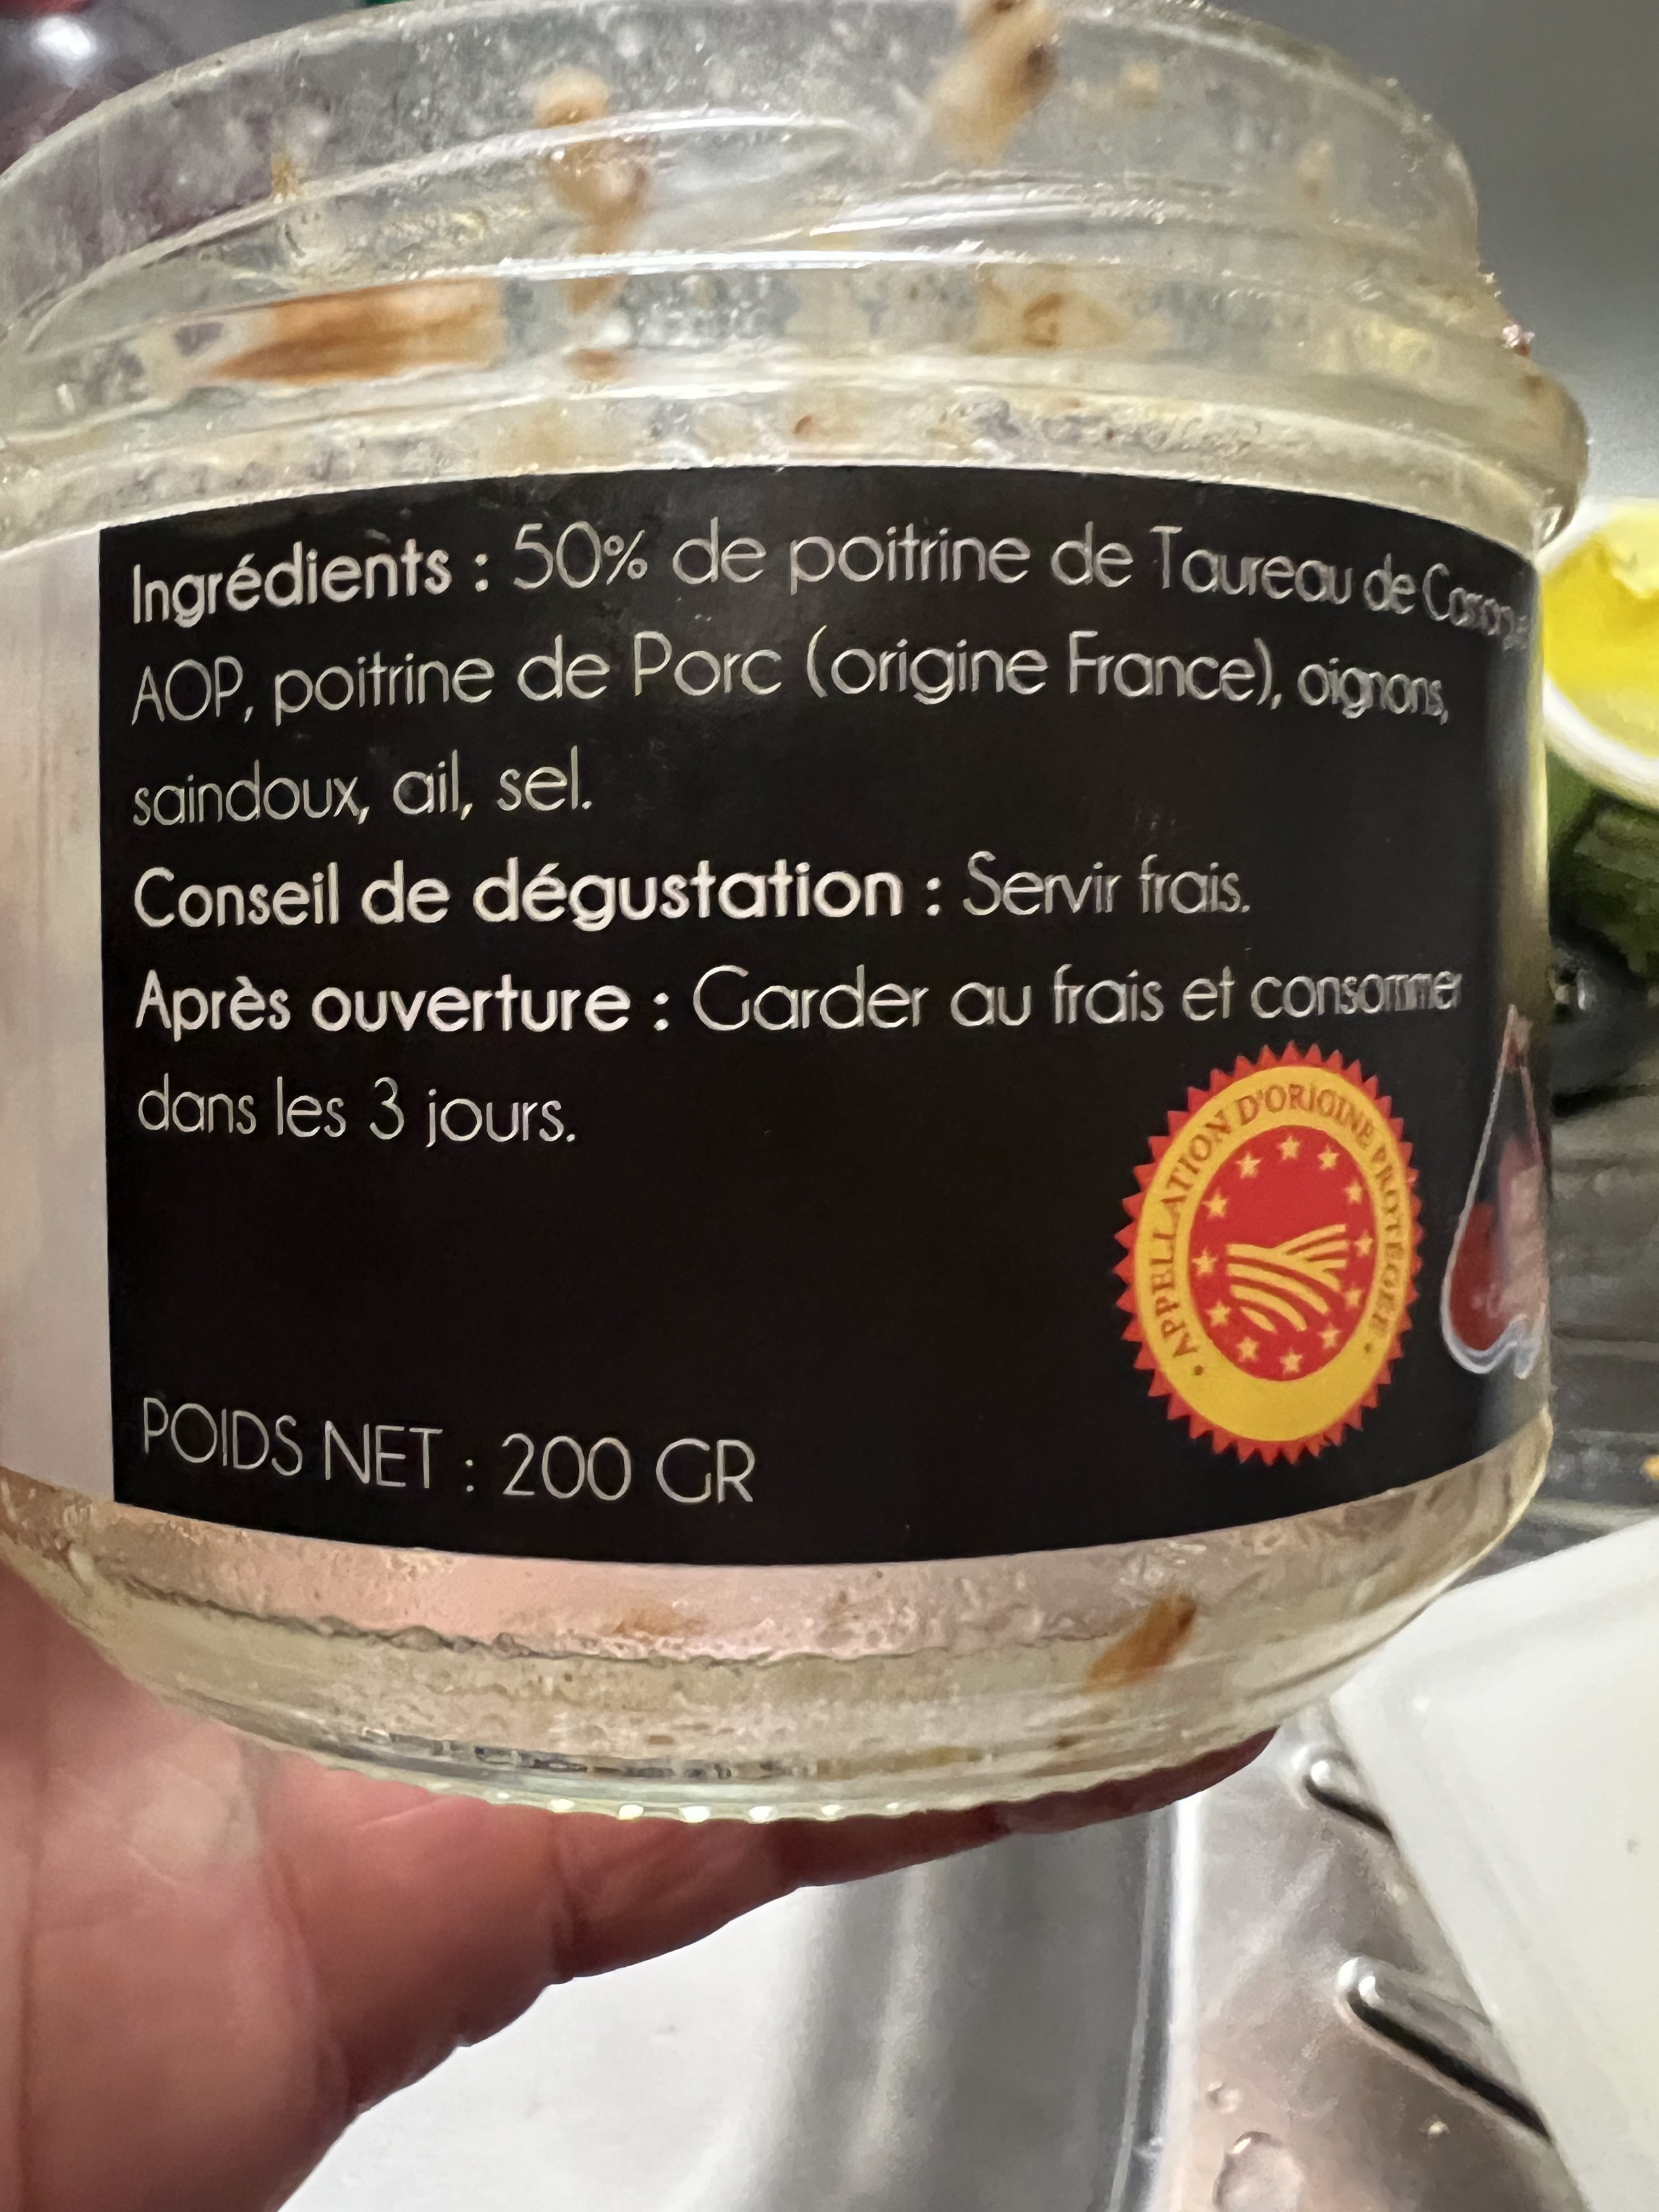 Ingrédients : 50% de poitrine de Taureau de
AOP, poitrine de Porc (origine France), oignons,
saindoux, ail, sel.
Conseil de dégustation : Servir frais.
Après ouverture : Garder au frais et consommer
dans les 3 jours.
• APPELLATION D'ORIGINE PROTÉGÉE •
POIDS NET : 200 GR